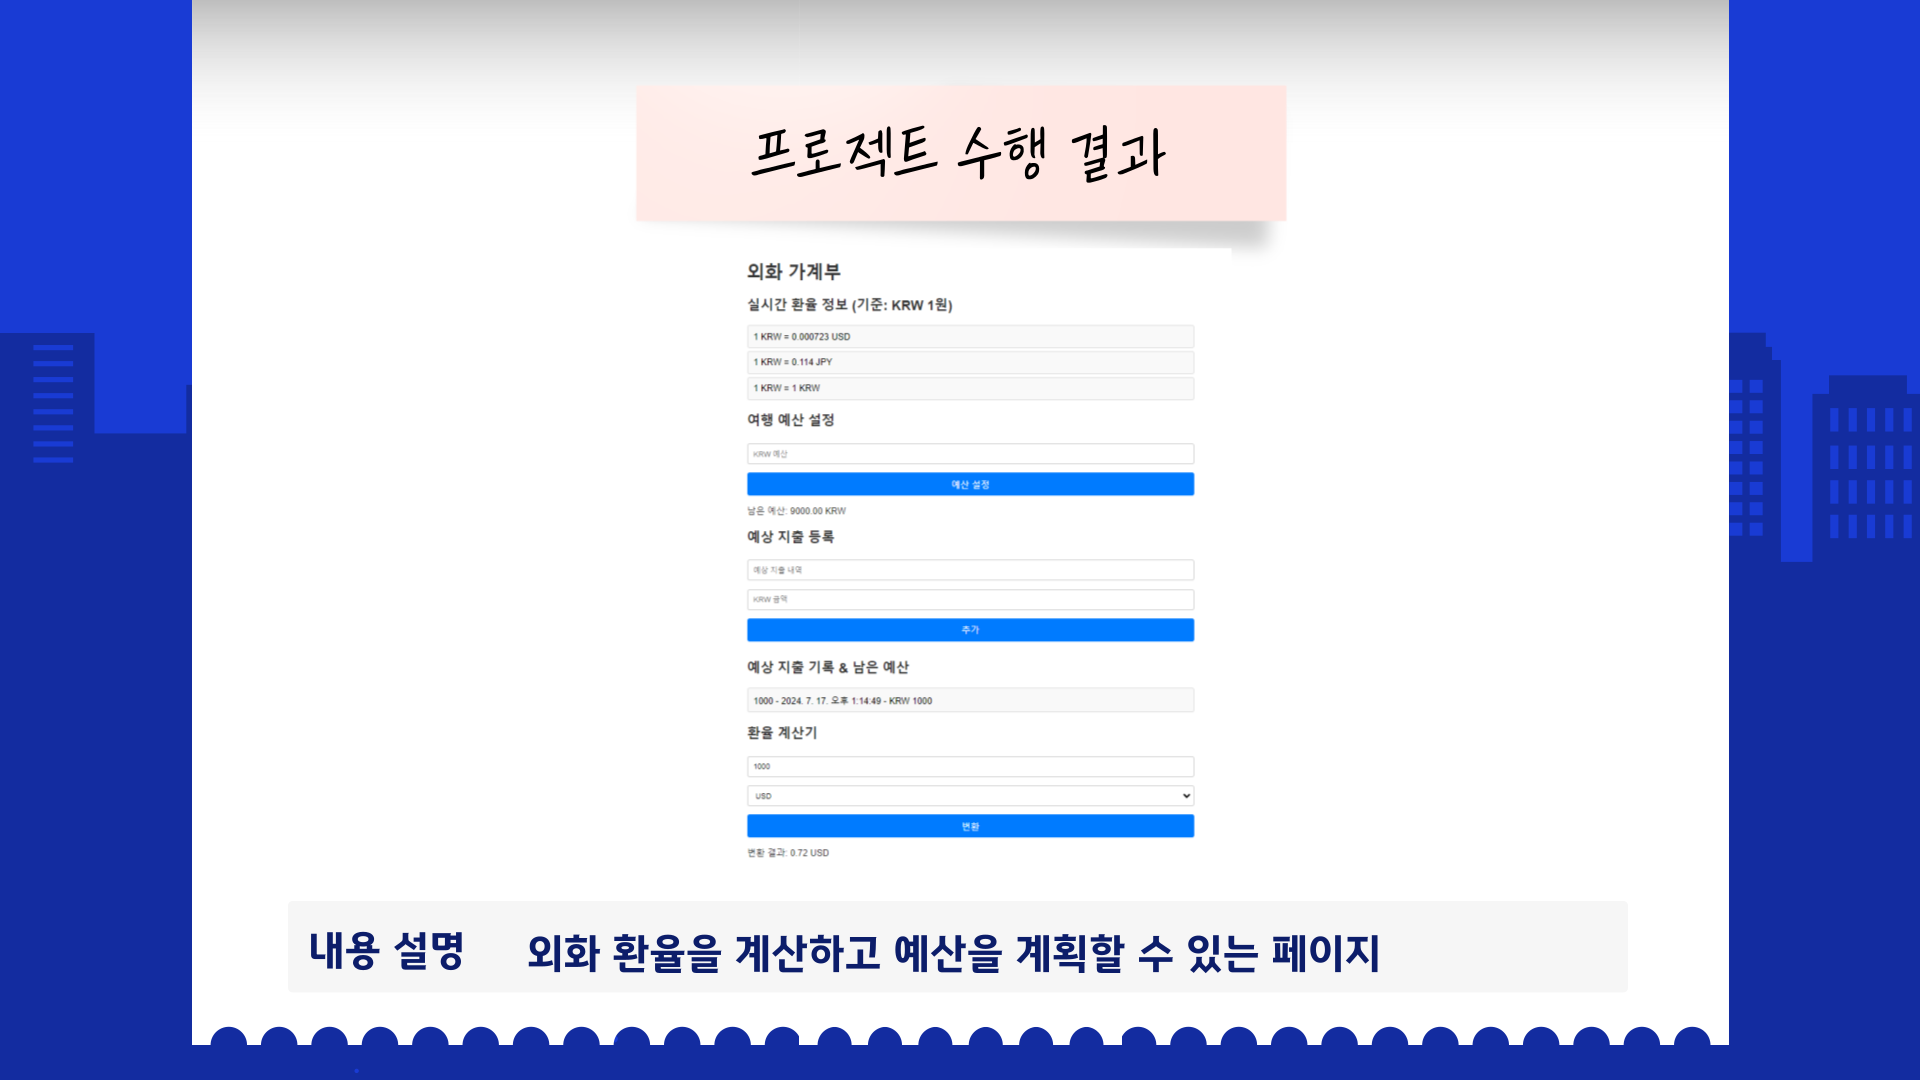 프로젝트 수행 결과
외화 가계부
실시간 환율 정보 (기준: KRW 1원)
1 KRW = 0.000723 USD
1 KRW = 0.114 JPY
1 KRW = 1 KRW
여행 예산 설정
KRW 예산
예산 설정
남은 예산: 9000.00 KRW
예상 지출 등록
예상 지출 내역
KRW 금액
추가
예상 지출 기록 & 남은 예산
1000 - 2024. 7. 17. 오후 1:14:49 - KRW 1000
환율 계산기
1000
USD
변환
변환 결과: 0.72 USD
내용 설명 외화 환율을 계산하고 예산을 계획할 수 있는 페이지